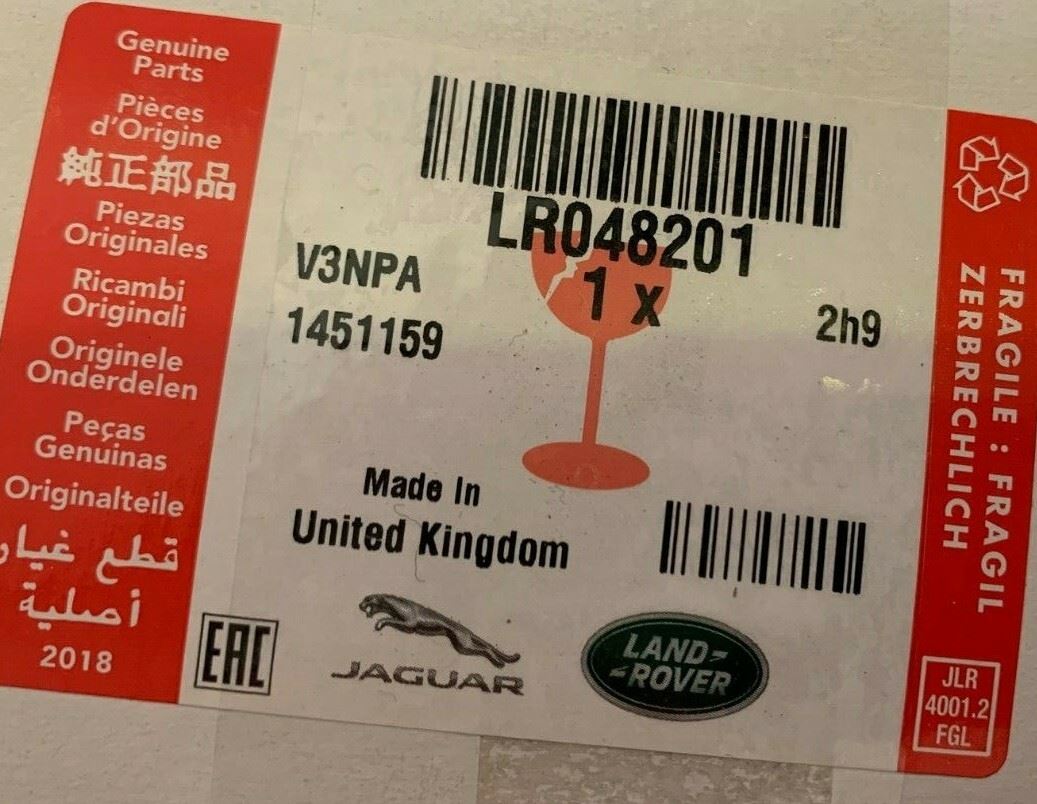 Genuine
Parts
Pièces
d'Origine
純正部品
Piezas
Originales
Ricambi
Originali
Originele
Onderdelen
Peças
Genuinas
Originalteile
قطع غيار
أصلية
2018
LR048201
1 x
V3NPA
1451159
2h9
Made In
United Kingdom
EAC
JAGUAR
LAND-
-ROVER
FRAGILE : FRAGIL
ZERBRECHLICH
JLR
4001.2
FGL